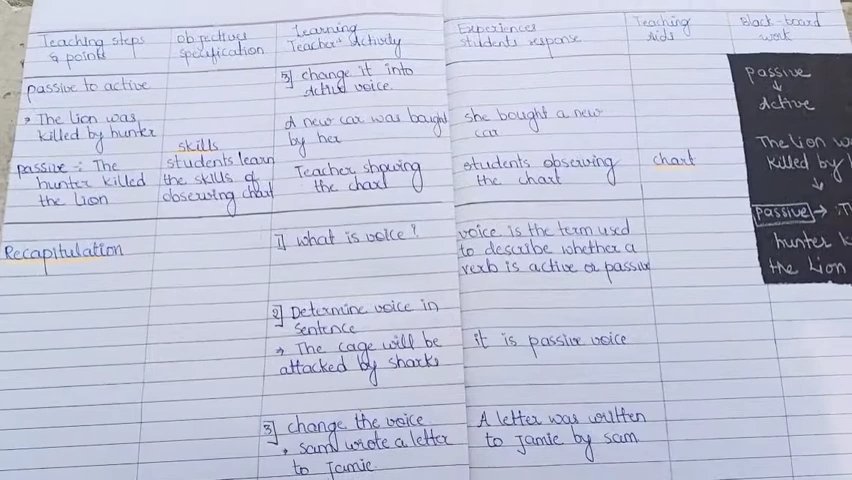 Teaching steps
& points
objectives
specification
Learning
Teacher's Activity
Experiences
students response
Teaching
Aids
Black-board
work
passive to active
• The Lion was
killed by hunter
passive : The
hunter killed
the Lion
skills
students learn
the skills of
observing chart
3] change it into
Active voice.
A new car was bought
by her
Teacher showing
the chart
she bought a new
car
students observing
the chart
chart
passive
↓
Active
The Lion
killed by
↓
passive →
hunter
the Lion
Recapitulation
1] what is voice?
voice is the term used
to describe whether a
verb is active or passive
2] Determine voice in
sentence
→ The cage will be
attacked by sharks
it is passive voice
3] change the voice
• Sam wrote a letter
to Jamie
A letter was written
to Jamie by Sam